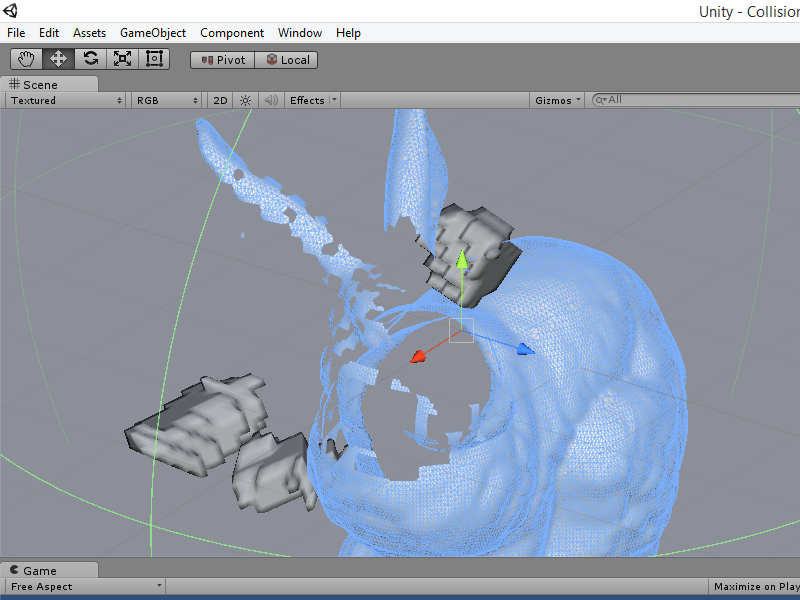 Unity - Collision
File Edit Assets GameObject Component Window Help
Pivot Local
Scene
Textured RGB 2D Effects Gizmos All
Game
Free Aspect Maximize on Play